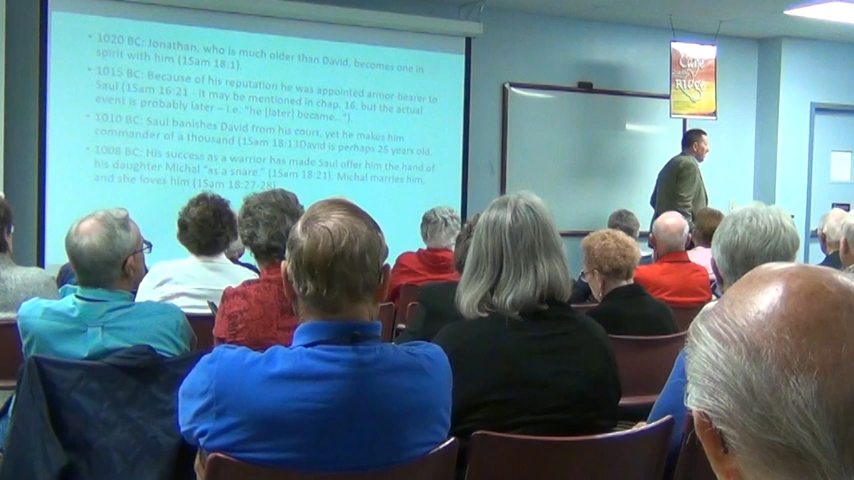 • 1020 BC: Jonathan, who is much older than David, becomes one in
spirit with him (1Sam 18:1).
• 1015 BC: Because of his reputation he was appointed armor-bearer to
Saul (1Sam 16:21 - it may be mentioned in chap. 16, but the actual
event is probably later – i.e. "he [later] became…")
• 1010 BC: Saul banishes David from his court, yet he makes him
commander of a thousand (1Sam 18:13David is perhaps 25 years old.
• 1008 BC: His success as a warrior has made Saul offer him the hand of
his daughter Michal "as a snare." (1Sam 18:21). Michal marries him,
and she loves him (1Sam 18:27-28).
Cane
Ridge